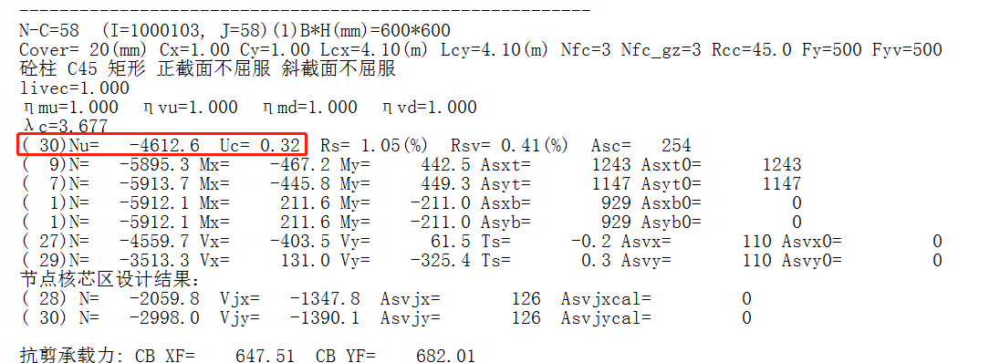 ------------------------------------------------------------
N-C=58 (I=1000103, J=58)(1)B*H(mm)=600*600
Cover= 20(mm) Cx=1.00 Cy=1.00 Lcx=4.10(m) Lcy=4.10(m) Nfc=3 Nfc_gz=3 Rcc=45.0 Fy=500 Fyv=500
砼柱 C45 矩形 正截面不屈服 斜截面不屈服
livec=1.000
ηmu=1.000 ηvu=1.000 ηmd=1.000 ηvd=1.000
λc=3.677
( 30)Nu= -4612.6 Uc= 0.32 Rs= 1.05(%) Rsv= 0.41(%) Asc= 254
( 9)N= -5895.3 Mx= -467.2 My= 442.5 Asxt= 1243 Asxt0= 1243
( 7)N= -5913.7 Mx= -445.8 My= 449.3 Asyt= 1147 Asyt0= 1147
( 1)N= -5912.1 Mx= 211.6 My= -211.0 Asxb= 929 Asxb0= 0
( 1)N= -5912.1 Mx= 211.6 My= -211.0 Asyb= 929 Asyb0= 0
( 27)N= -4559.7 Vx= -403.5 Vy= 61.5 Ts= -0.2 Asvx= 110 Asvx0= 0
( 29)N= -3513.3 Vx= 131.0 Vy= -325.4 Ts= 0.3 Asvy= 110 Asvy0= 0
节点核芯区设计结果:
( 28) N= -2059.8 Vjx= -1347.8 Asvjx= 126 Asvjxcal= 0
( 30) N= -2998.0 Vjy= -1390.1 Asvjy= 126 Asvjycal= 0
抗剪承载力: CB XF= 647.51 CB YF= 682.01